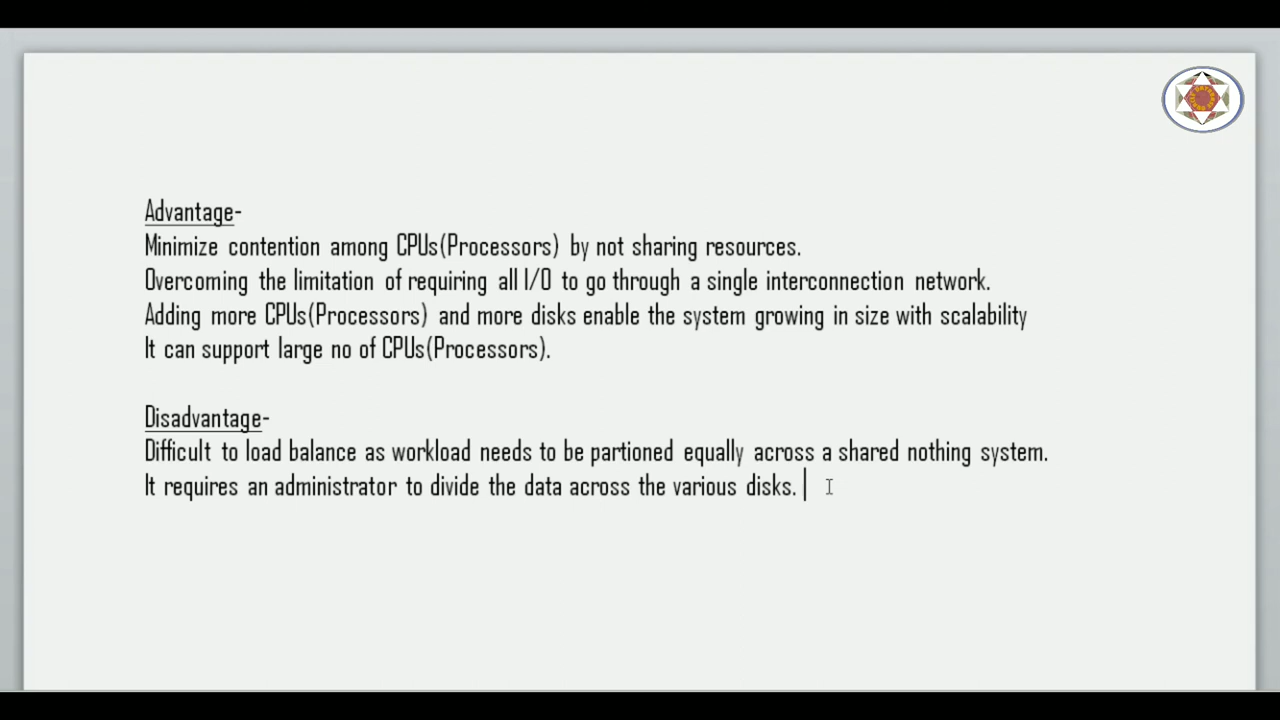 Advantage-
Minimize contention among CPUs(Processors) by not sharing resources.
Overcoming the limitation of requiring all I/O to go through a single interconnection network.
Adding more CPUs(Processors) and more disks enable the system growing in size with scalability
It can support large no of CPUs(Processors).
Disadvantage-
Difficult to load balance as workload needs to be partioned equally across a shared nothing system.
It requires an administrator to divide the data across the various disks.